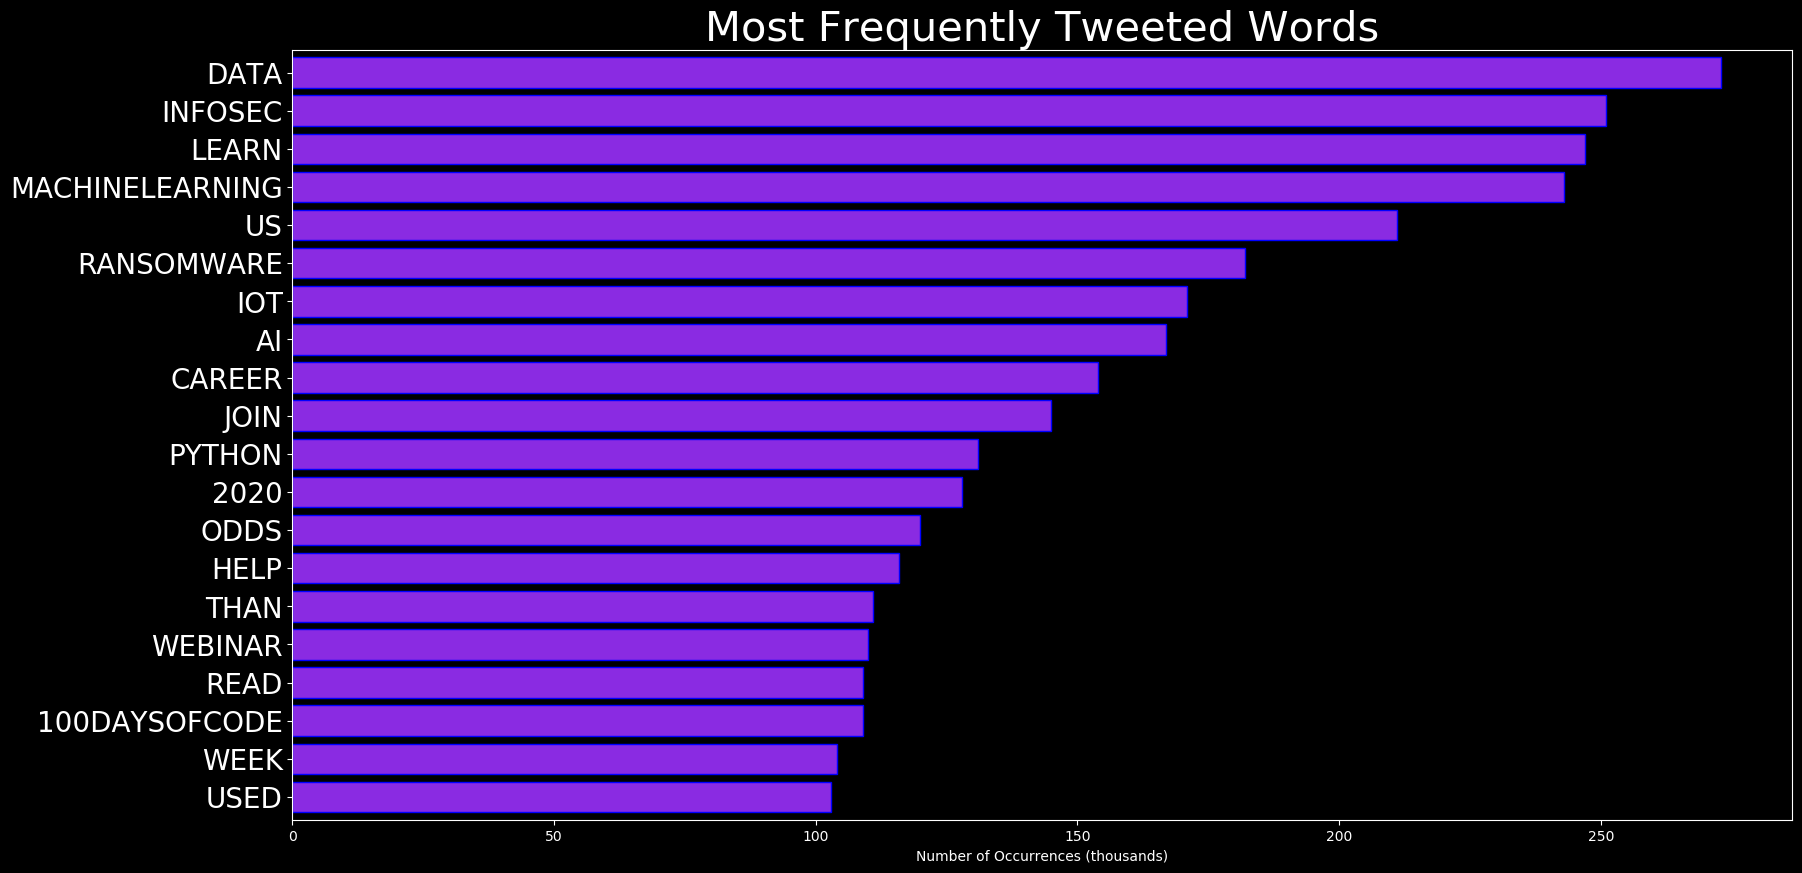 Most Frequently Tweeted Words
DATA
INFOSEC
LEARN
MACHINELEARNING
US
RANSOMWARE
IOT
AI
CAREER
JOIN
PYTHON
2020
ODDS
HELP
THAN
WEBINAR
READ
100DAYSOFCODE
WEEK
USED
0 50 100 150 200 250
Number of Occurrences (thousands)